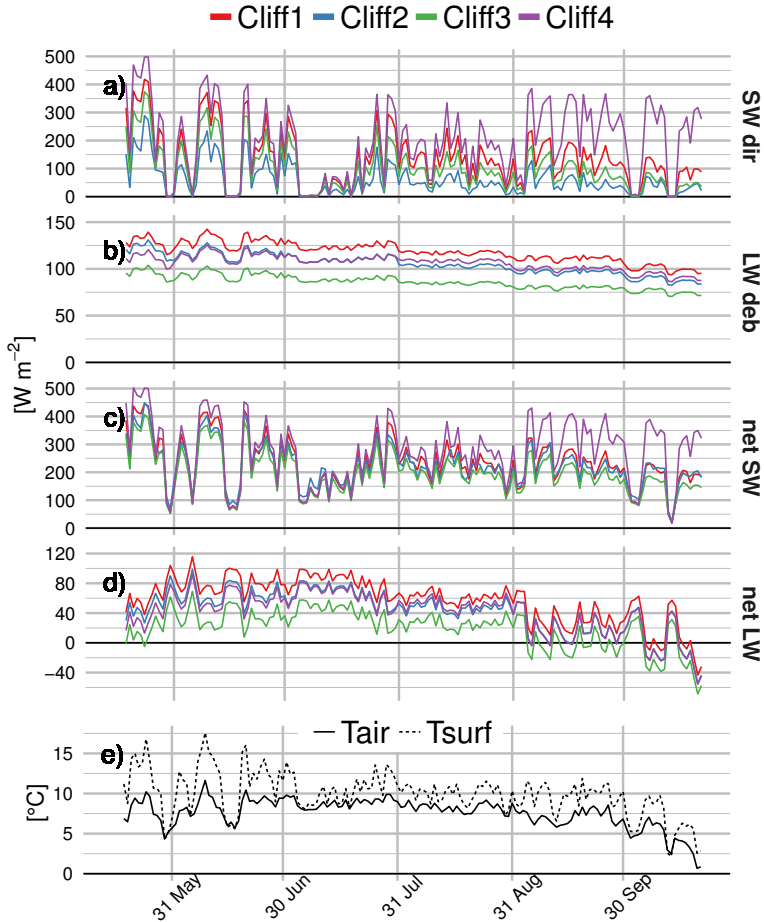 Cliff1 Cliff2 Cliff3 Cliff4
500
400
300
200
100
0
a)
SW dir
150
100
50
0
b)
LW deb
[W m−2]
500
400
300
200
100
0
c)
net SW
120
80
40
0
−40
d)
net LW
Tair Tsurf
15
10
5
0
e)
[°C]
31 May
30 Jun
31 Jul
31 Aug
30 Sep